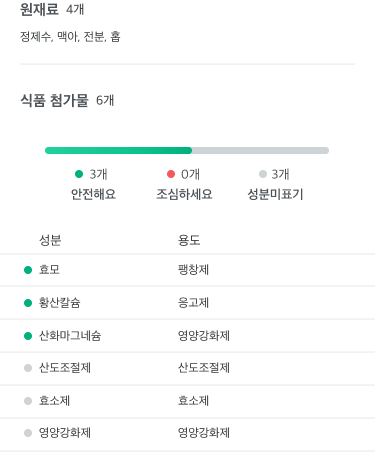 원재료 4개
정제수, 맥아, 전분, 홉
식품 첨가물 6개
3개 0개 3개
안전해요 조심하세요 성분미표기
성분 용도
효모 팽창제
황산칼슘 응고제
산화마그네슘 영양강화제
산도조절제 산도조절제
효소제 효소제
영양강화제 영양강화제